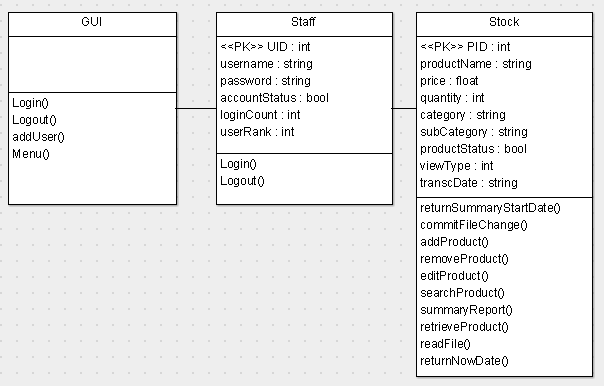 GUI
Login()
Logout()
addUser()
Menu()
Staff
<<PK>> UID : int
username : string
password : string
accountStatus : bool
loginCount : int
userRank : int
Login()
Logout()
Stock
<<PK>> PID : int
productName : string
price : float
quantity : int
category : string
subCategory : string
productStatus : bool
viewType : int
transcDate : string
returnSummaryStartDate()
commitFileChange()
addProduct()
removeProduct()
editProduct()
searchProduct()
summaryReport()
retrieveProduct()
readFile()
returnNowDate()